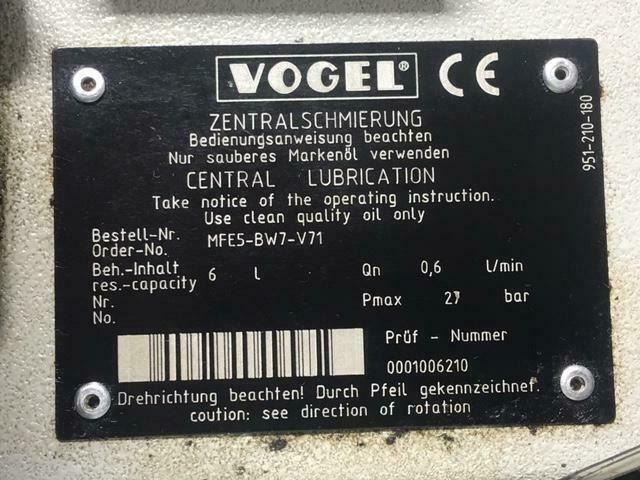 VOGEL® CE
ZENTRALSCHMIERUNG
Bedienungsanweisung beachten
Nur sauberes Markenöl verwenden
CENTRAL LUBRICATION
Take notice of the operating instruction.
Use clean quality oil only
Bestell-Nr.
Order-No. MFE5-BW7-V71
Beh.-Inhalt
res.-capacity 6 l Qn 0,6 l/min
Nr.
No.
Pmax 27 bar
Prüf - Nummer
0001006210
Drehrichtung beachten! Durch Pfeil gekennzeichnet.
caution: see direction of rotation
951-210-180